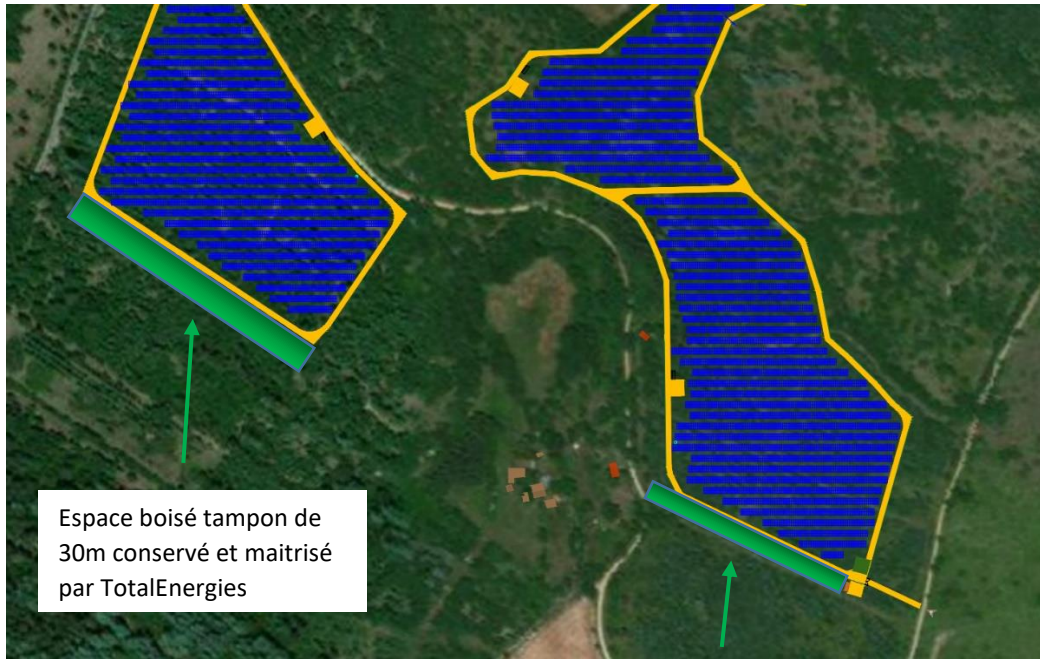 Espace boisé tampon de
30m conservé et maitrisé
par TotalEnergies